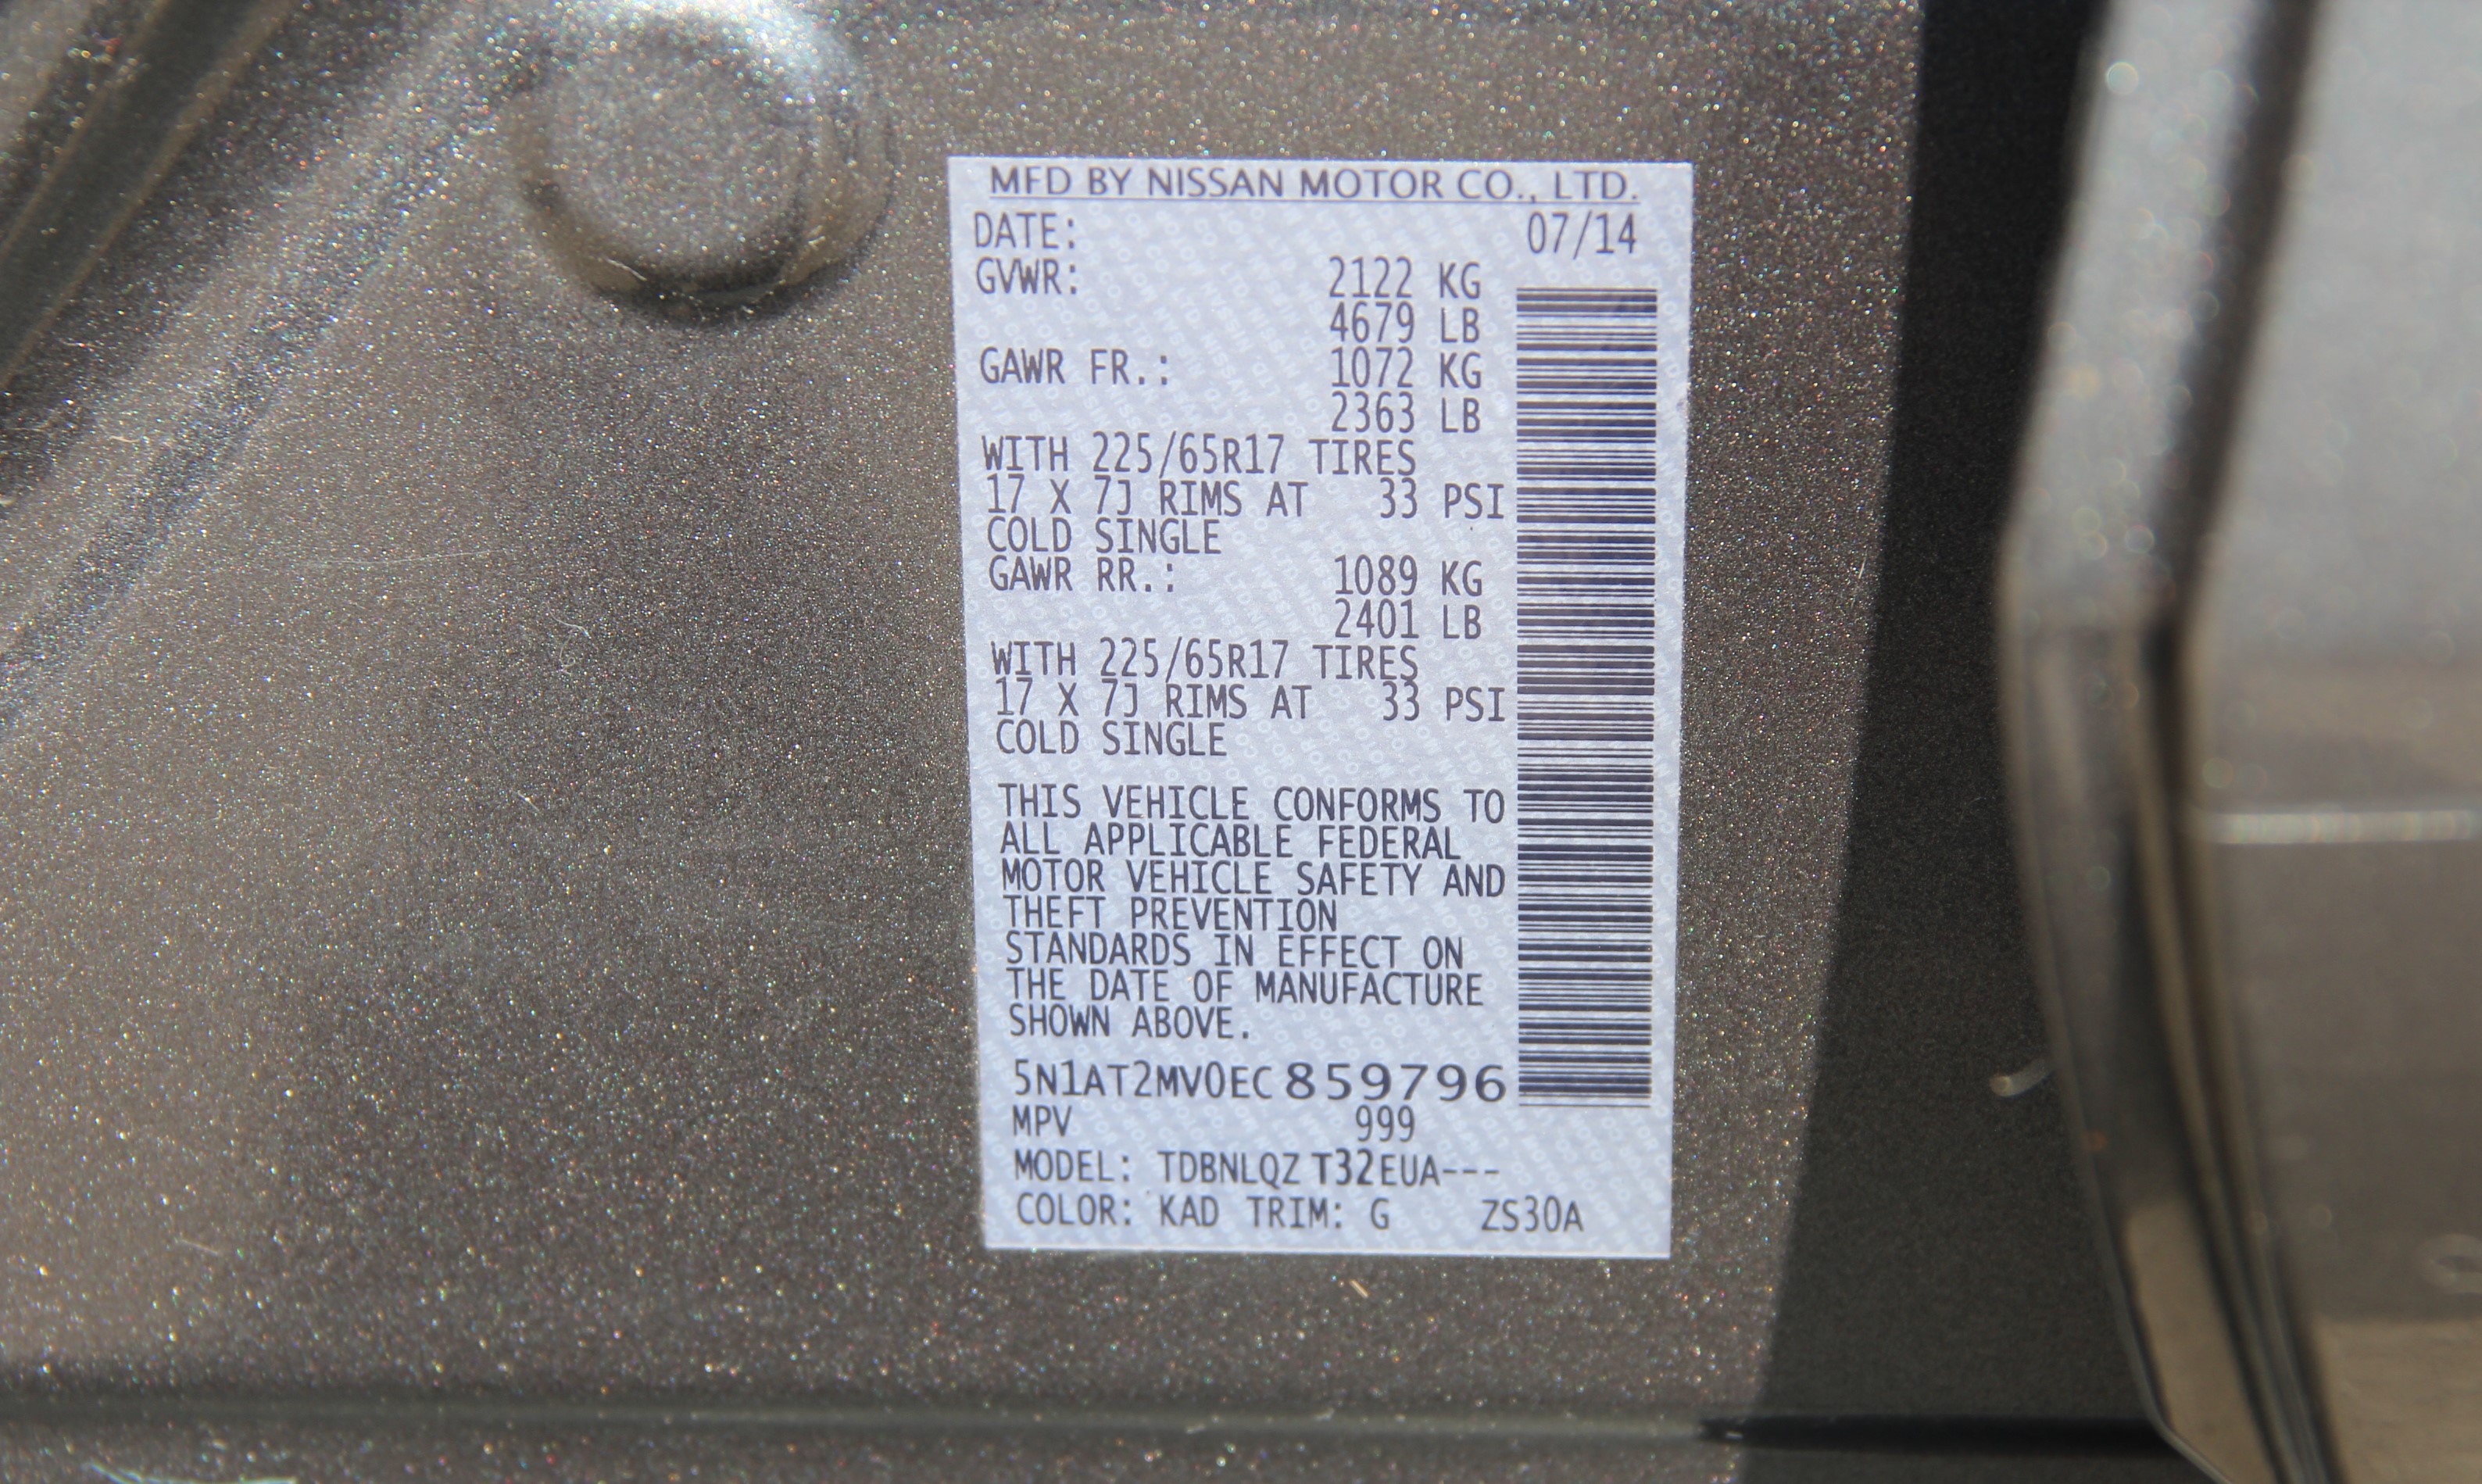 MFD BY NISSAN MOTOR CO., LTD.
DATE: 07/14
GVWR: 2122 KG
4679 LB
GAWR FR.: 1072 KG
2363 LB
WITH 225/65R17 TIRES
17 X 7J RIMS AT 33 PSI
COLD SINGLE
GAWR RR.: 1089 KG
2401 LB
WITH 225/65R17 TIRES
17 X 7J RIMS AT 33 PSI
COLD SINGLE
THIS VEHICLE CONFORMS TO
ALL APPLICABLE FEDERAL
MOTOR VEHICLE SAFETY AND
THEFT PREVENTION
STANDARDS IN EFFECT ON
THE DATE OF MANUFACTURE
SHOWN ABOVE.
5N1AT2MV0EC859796
MPV 999
MODEL: TDBNLQZ T32EUA---
COLOR: KAD TRIM: G ZS30A